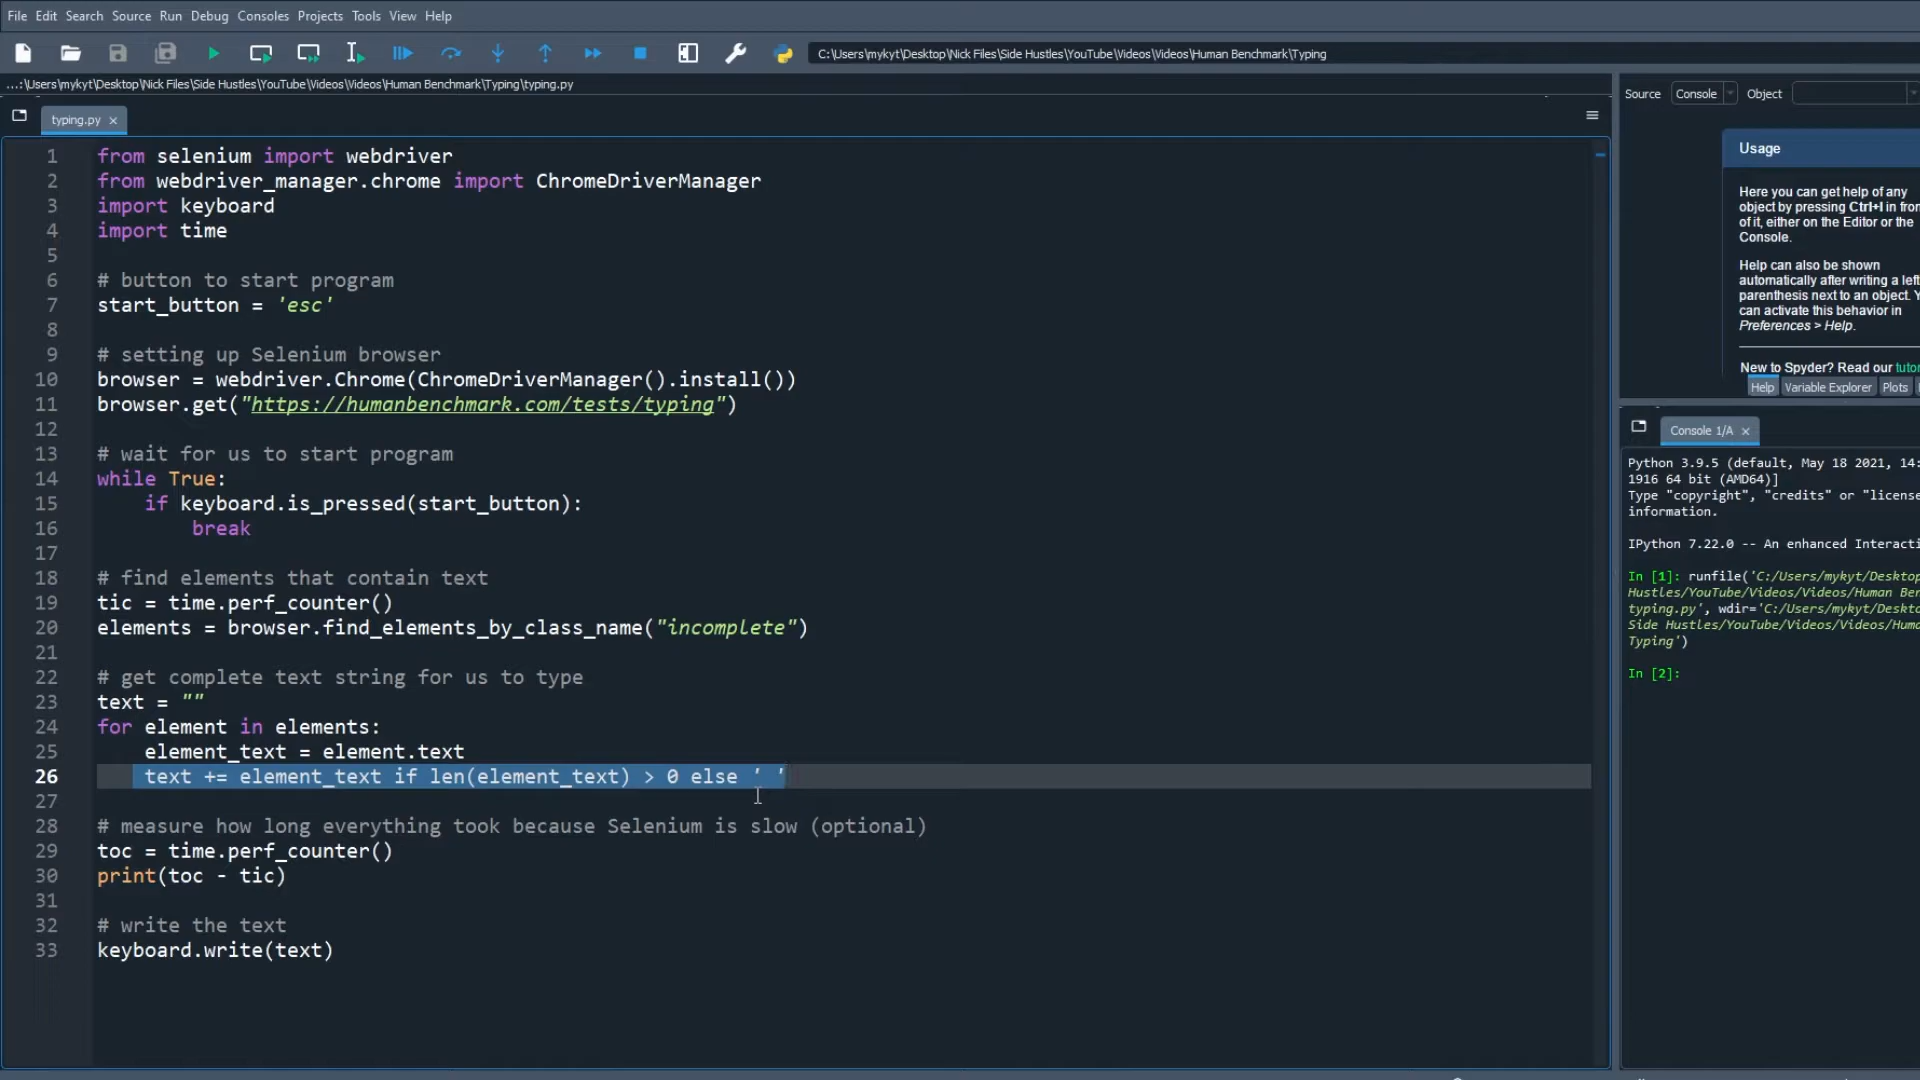 File Edit Search Source Run Debug Consoles Projects Tools View Help
C:\Users\mykyt\Desktop\Nick Files\Side Hustles\YouTube\Videos\Videos\Human Benchmark\Typing
...:\Users\mykyt\Desktop\Nick Files\Side Hustles\YouTube\Videos\Videos\Human Benchmark\Typing\typing.py
typing.py
1 from selenium import webdriver
2 from webdriver_manager.chrome import ChromeDriverManager
3 import keyboard
4 import time
5
6 # button to start program
7 start_button = 'esc'
8
9 # setting up Selenium browser
10 browser = webdriver.Chrome(ChromeDriverManager().install())
11 browser.get("https://humanbenchmark.com/tests/typing")
12
13 # wait for us to start program
14 while True:
15     if keyboard.is_pressed(start_button):
16         break
17
18 # find elements that contain text
19 tic = time.perf_counter()
20 elements = browser.find_elements_by_class_name("incomplete")
21
22 # get complete text string for us to type
23 text = ""
24 for element in elements:
25     element_text = element.text
26     text += element_text if len(element_text) > 0 else ' '
27
28 # measure how long everything took because Selenium is slow (optional)
29 toc = time.perf_counter()
30 print(toc - tic)
31
32 # write the text
33 keyboard.write(text)
Source Console Object
Usage
Here you can get help of any
object by pressing Ctrl+I in fron
of it, either on the Editor or the
Console.
Help can also be shown
automatically after writing a left
parenthesis next to an object. Y
can activate this behavior in
Preferences > Help.
New to Spyder? Read our tutor
Help Variable Explorer Plots
Console 1/A
Python 3.9.5 (default, May 18 2021, 14:
1916 64 bit (AMD64)]
Type "copyright", "credits" or "license
information.
IPython 7.22.0 -- An enhanced Interacti
In [1]: runfile('C:/Users/mykyt/Desktop
Hustles/YouTube/Videos/Videos/Human Ben
typing.py', wdir='C:/Users/mykyt/Deskto
Side Hustles/YouTube/Videos/Videos/Huma
Typing')
In [2]: